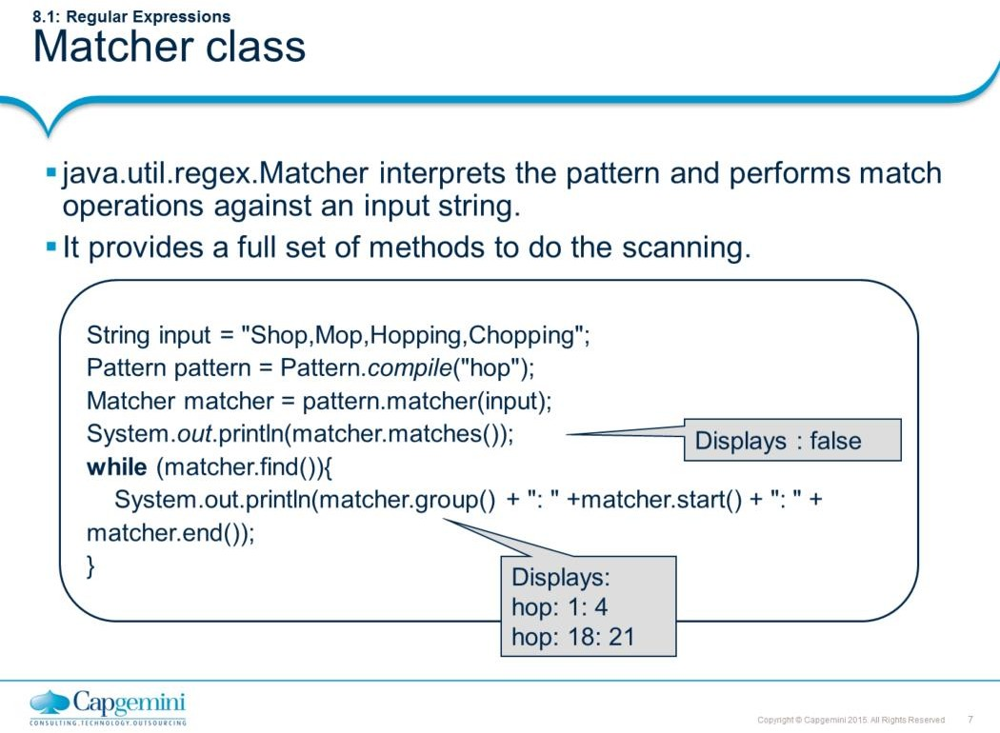 8.1: Regular Expressions
Matcher class
java.util.regex.Matcher interprets the pattern and performs match
operations against an input string.
It provides a full set of methods to do the scanning.
String input = "Shop,Mop,Hopping,Chopping";
Pattern pattern = Pattern.compile("hop");
Matcher matcher = pattern.matcher(input);
System.out.println(matcher.matches());
Displays : false
while (matcher.find()){
System.out.println(matcher.group() + ": " +matcher.start() + ": " +
matcher.end());
}
Displays:
hop: 1: 4
hop: 18: 21
Capgemini
CONSULTING.TECHNOLOGY.OUTSOURCING
Copyright © Capgemini 2015. All Rights Reserved 7